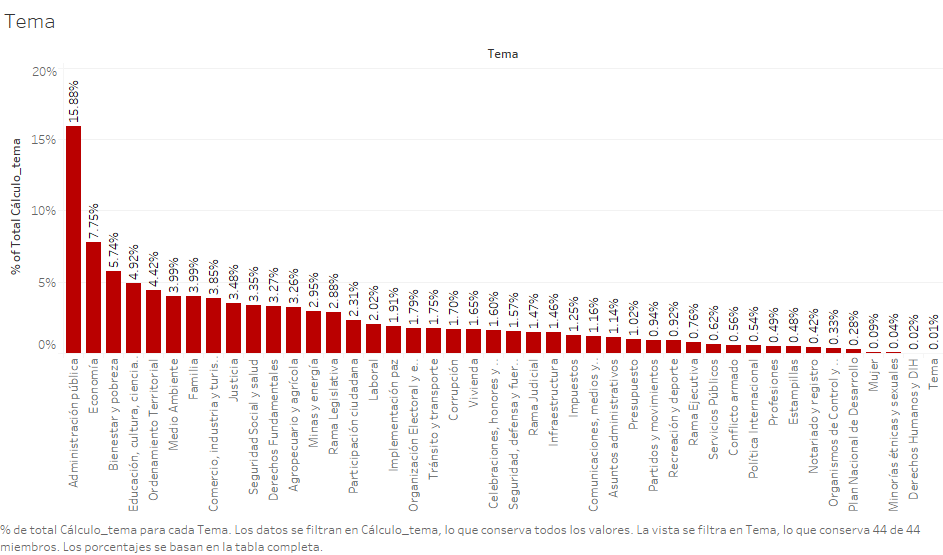 Tema
Tema
% of Total Cálculo_tema
20%
15%
10%
5%
0%
15.88%
7.75%
5.74%
4.92%
4.42%
3.99%
3.99%
3.85%
3.48%
3.35%
3.27%
3.26%
2.95%
2.88%
2.31%
2.02%
1.91%
1.79%
1.75%
1.70%
1.65%
1.60%
1.57%
1.47%
1.46%
1.25%
1.16%
1.14%
1.02%
0.94%
0.92%
0.76%
0.62%
0.56%
0.54%
0.49%
0.48%
0.42%
0.33%
0.28%
0.09%
0.04%
0.02%
0.01%
Administración pública
Economía
Bienestar y pobreza
Educación, cultura, ciencia..
Ordenamiento Territorial
Medio Ambiente
Familia
Comercio, industria y turis..
Justicia
Seguridad Social y salud
Derechos Fundamentales
Agropecuario y agrícola
Minas y energía
Rama Legislativa
Participación ciudadana
Laboral
Implementación paz
Organización Electoral y e..
Tránsito y transporte
Corrupción
Vivienda
Celebraciones, honores y ..
Seguridad, defensa y fuer..
Rama Judicial
Infraestructura
Impuestos
Comunicaciones, medios y..
Asuntos administrativos
Presupuesto
Partidos y movimientos
Recreación y deporte
Rama Ejecutiva
Servicios Públicos
Conflicto armado
Política Internacional
Profesiones
Estampillas
Notariado y registro
Organismos de Control y ..
Plan Nacional de Desarrollo
Mujer
Minorías étnicas y sexuales
Derechos Humanos y DIH
Tema
% de total Cálculo_tema para cada Tema. Los datos se filtran en Cálculo_tema, lo que conserva todos los valores. La vista se filtra en Tema, lo que conserva 44 de 44
miembros. Los porcentajes se basan en la tabla completa.